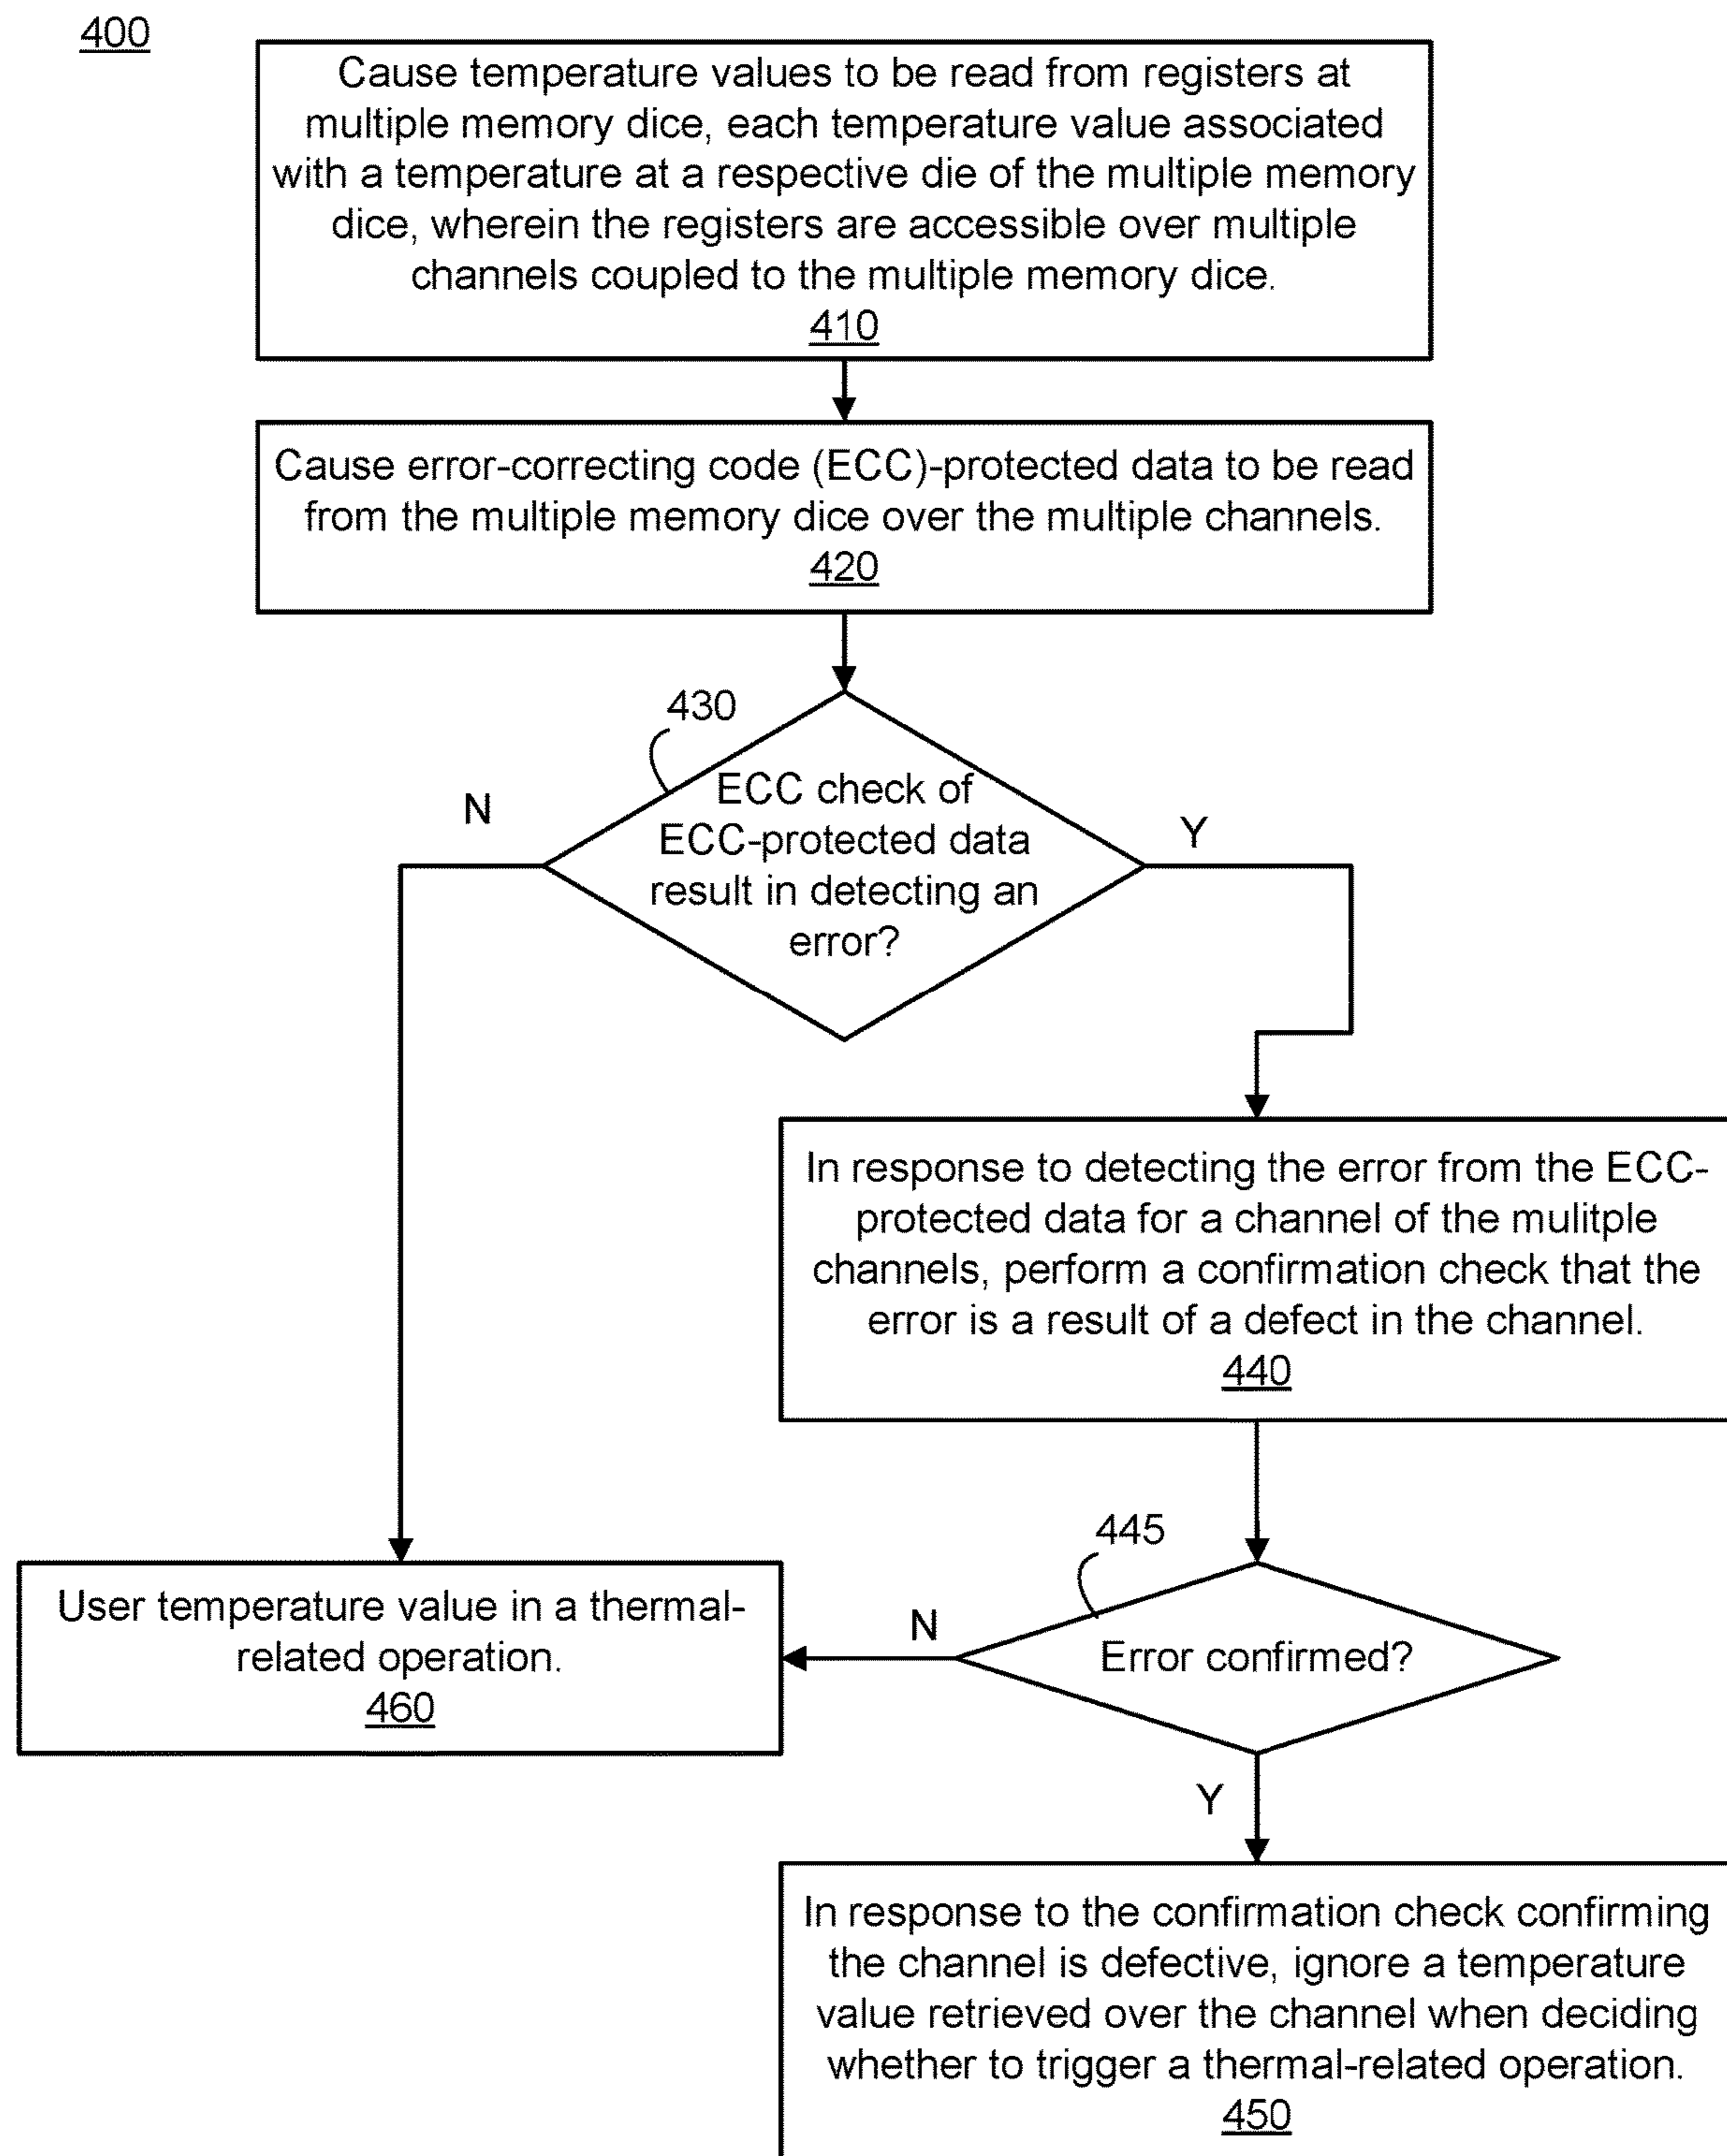 400
Cause temperature values to be read from registers at
multiple memory dice, each temperature value associated
with a temperature at a respective die of the multiple memory
dice, wherein the registers are accessible over multiple
channels coupled to the multiple memory dice.
410
Cause error-correcting code (ECC)-protected data to be read
from the multiple memory dice over the multiple channels.
420
430
N
Y
ECC check of
ECC-protected data
result in detecting an
error?
In response to detecting the error from the ECC-
protected data for a channel of the mulitple
channels, perform a confirmation check that the
error is a result of a defect in the channel.
440
445
User temperature value in a thermal-
related operation.
460
N
Error confirmed?
Y
In response to the confirmation check confirming
the channel is defective, ignore a temperature
value retrieved over the channel when deciding
whether to trigger a thermal-related operation.
450